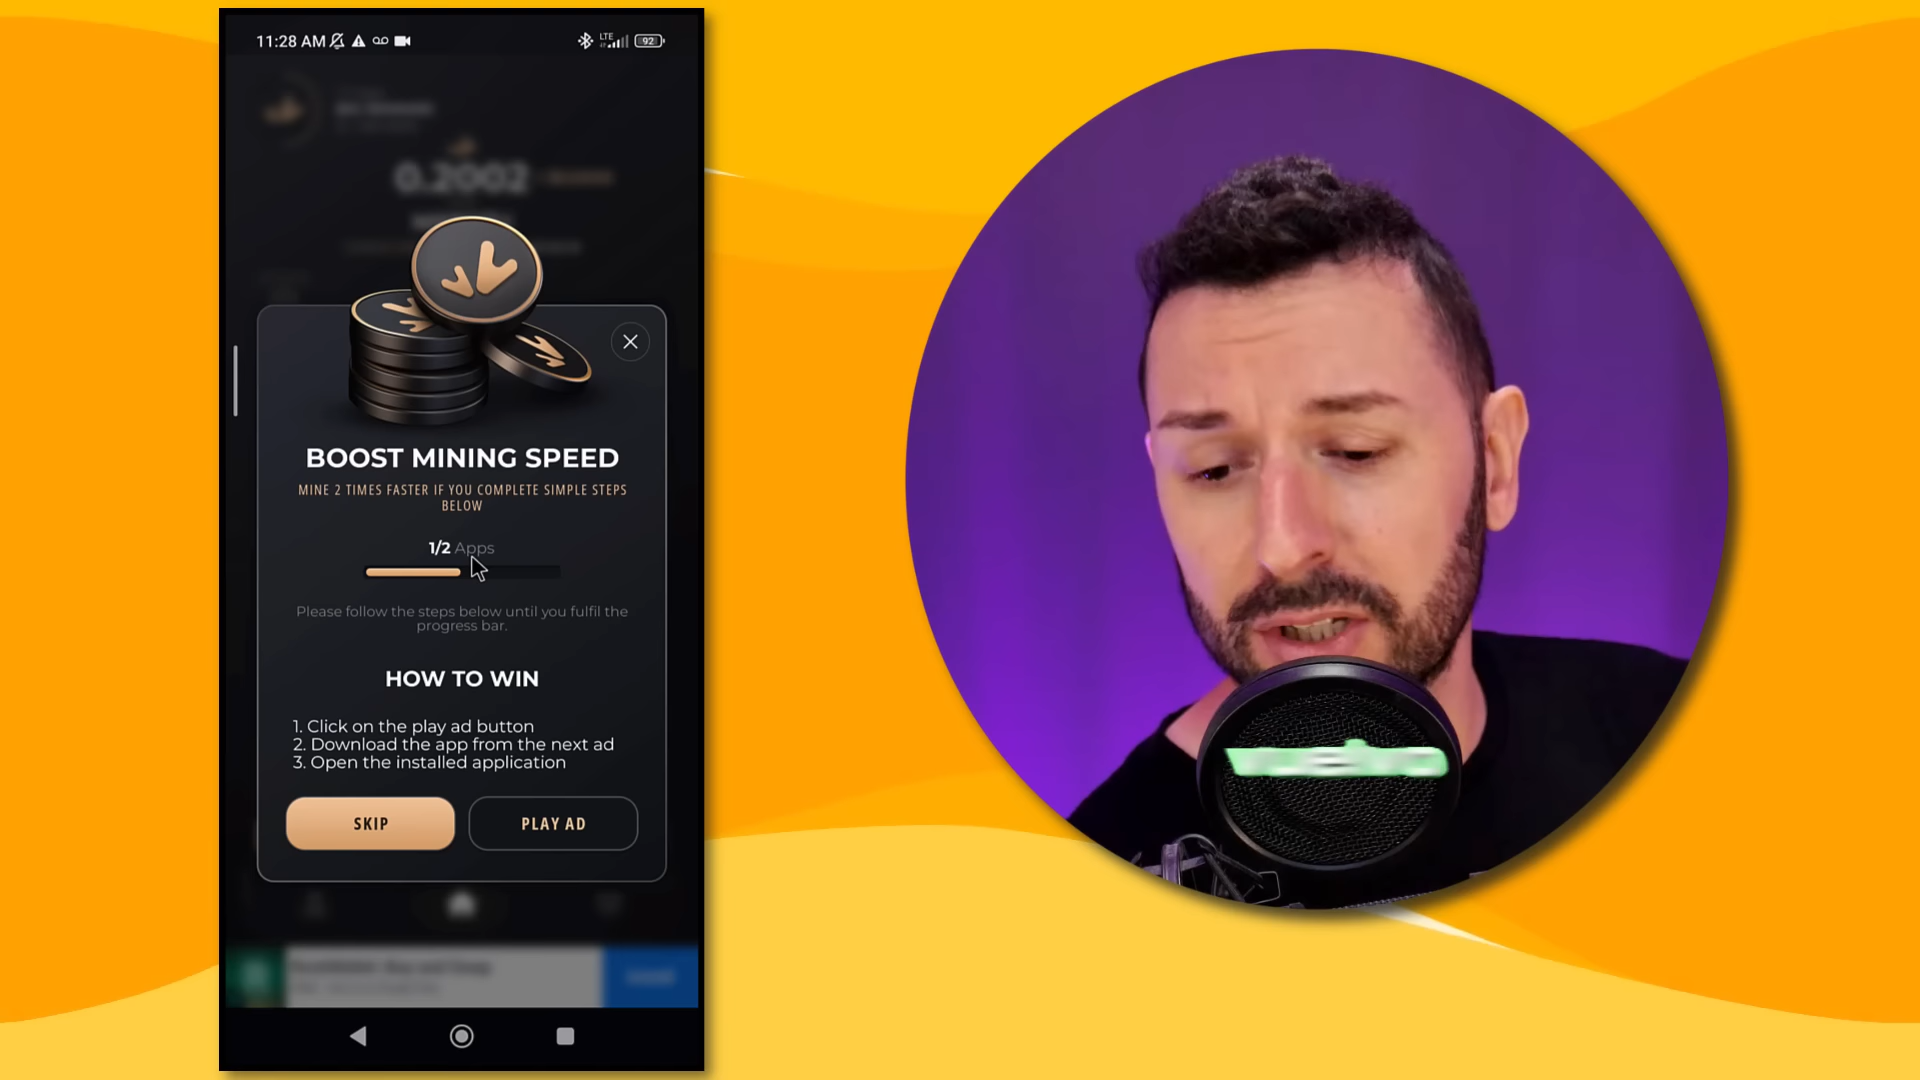 11:28 AM
LTE
92
0.2002
BOOST MINING SPEED
MINE 2 TIMES FASTER IF YOU COMPLETE SIMPLE STEPS
BELOW
1/2 Apps
Please follow the steps below until you fulfil the
progress bar.
HOW TO WIN
1. Click on the play ad button
2. Download the app from the next ad
3. Open the installed application
SKIP
PLAY AD